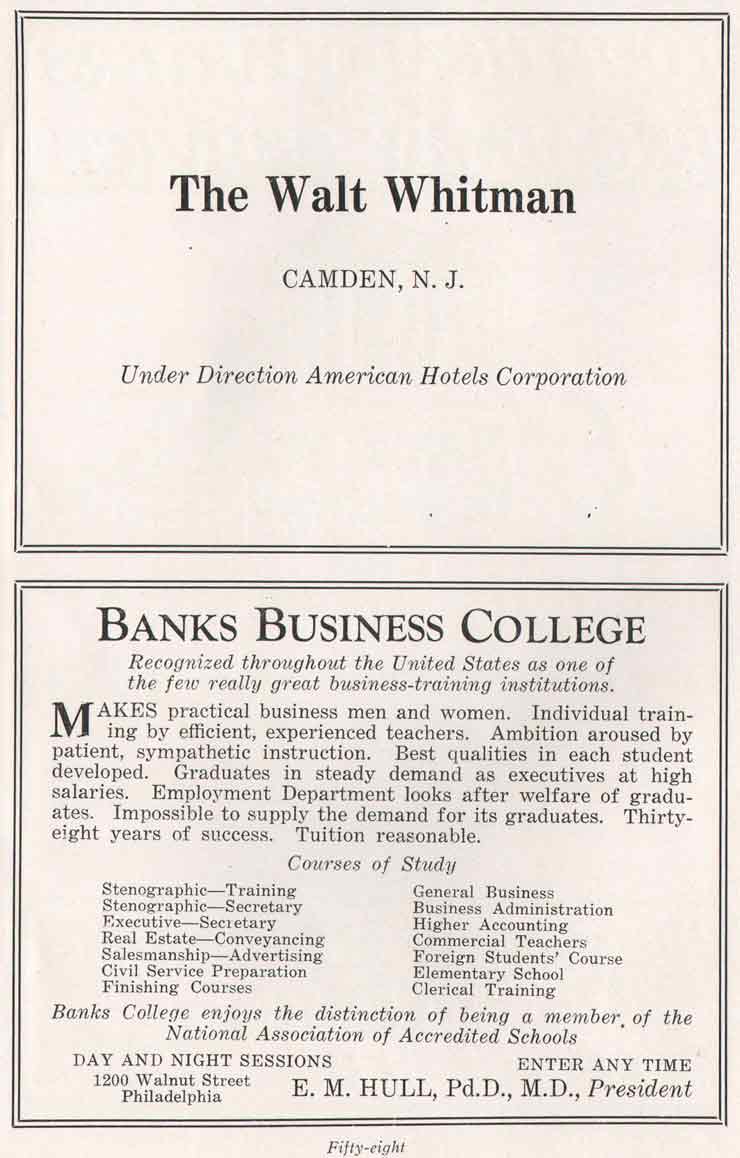 The Walt Whitman
CAMDEN, N. J.
Under Direction American Hotels Corporation
BANKS BUSINESS COLLEGE
Recognized throughout the United States as one of
the few really great business-training institutions.
MAKES practical business men and women. Individual train-
ing by efficient, experienced teachers. Ambition aroused by
patient, sympathetic instruction. Best qualities in each student
developed. Graduates in steady demand as executives at high
salaries. Employment Department looks after welfare of gradu-
ates. Impossible to supply the demand for its graduates. Thirty-
eight years of success. Tuition reasonable.
Courses of Study
Stenographic—Training
Stenographic—Secretary
Executive—Secretary
Real Estate—Conveyancing
Salesmanship—Advertising
Civil Service Preparation
Finishing Courses
General Business
Business Administration
Higher Accounting
Commercial Teachers
Foreign Students' Course
Elementary School
Clerical Training
Banks College enjoys the distinction of being a member of the
National Association of Accredited Schools
DAY AND NIGHT SESSIONS
ENTER ANY TIME
1200 Walnut Street
Philadelphia
E. M. HULL, Pd.D., M.D., President
Fifty-eight